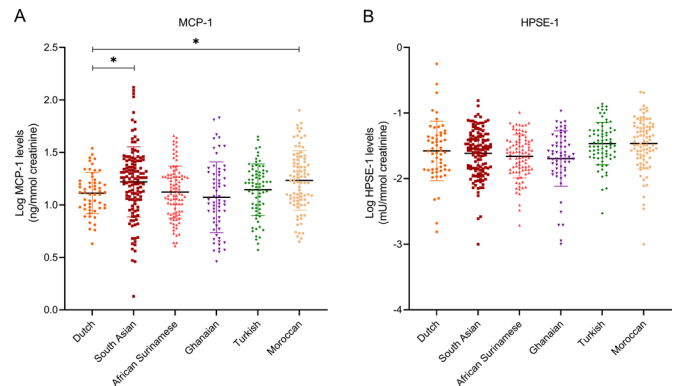 A
MCP-1
Log MCP-1 levels
(ng/mmol creatinine)
2.5
2.0
1.5
1.0
0.5
0.0
*
*
Dutch
South Asian
African Surinamese
Ghanaian
Turkish
Moroccan
B
HPSE-1
Log HPSE-1 levels
(mU/mmol creatinine)
0
-1
-2
-3
-4
Dutch
South Asian
African Surinamese
Ghanaian
Turkish
Moroccan